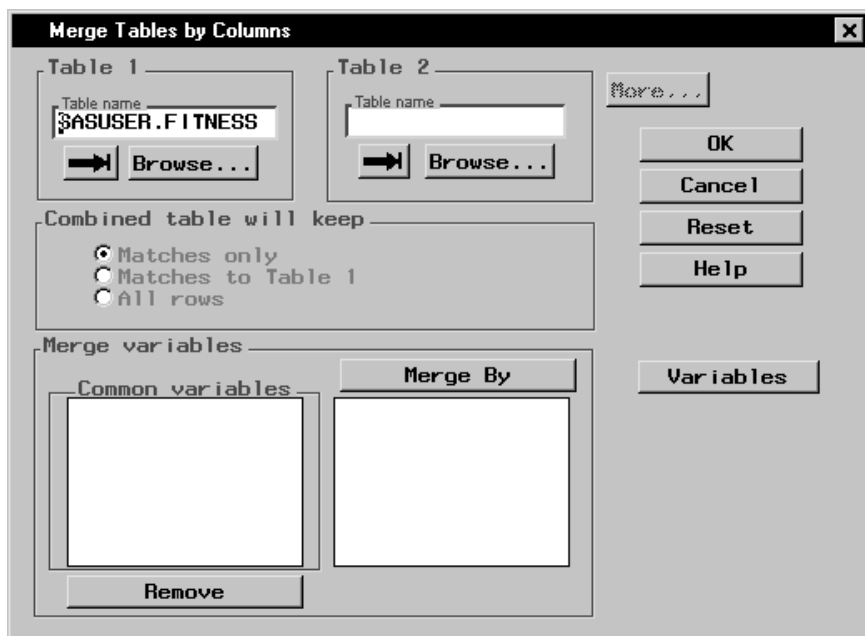 Merge Tables by Columns
Table 1
Table name
SASUSER.FITNESS
Browse...
Table 2
Table name
Browse...
More...
OK
Cancel
Reset
Help
Combined table will keep
Matches only
Matches to Table 1
All rows
Merge variables
Common variables
Merge By
Remove
Variables